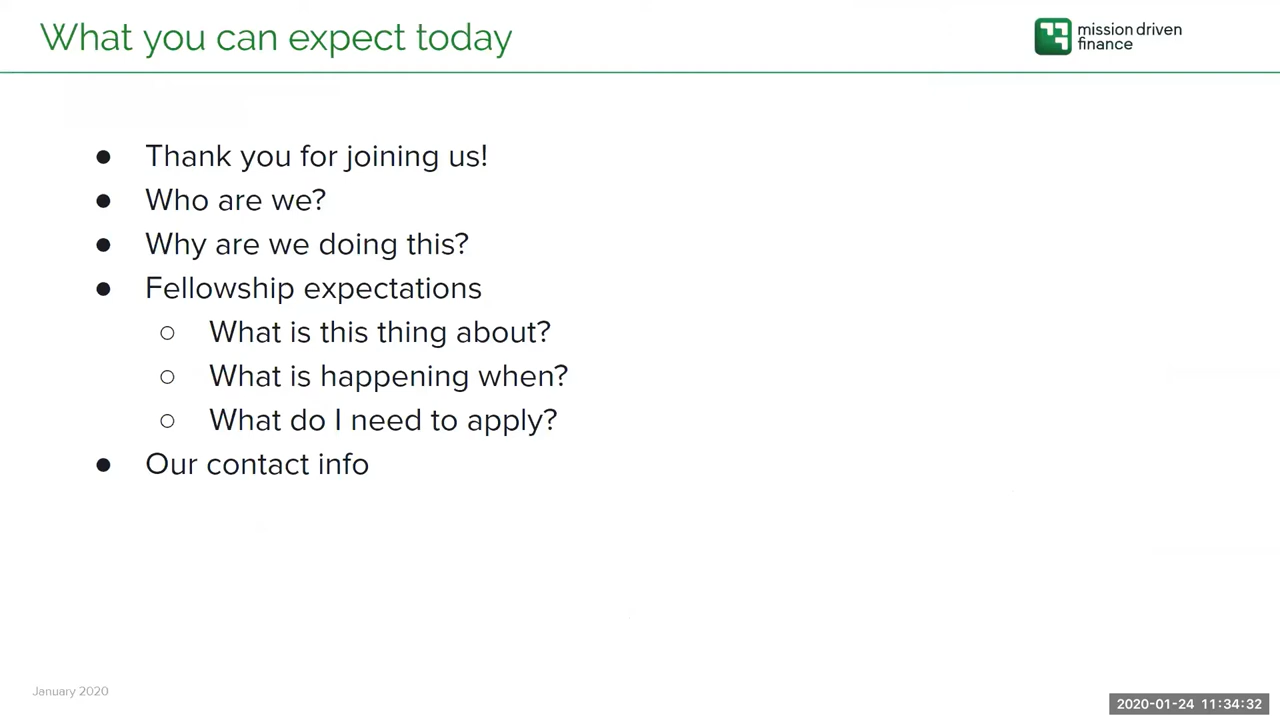 What you can expect today
mission driven
finance
● Thank you for joining us!
● Who are we?
● Why are we doing this?
● Fellowship expectations
○ What is this thing about?
○ What is happening when?
○ What do I need to apply?
● Our contact info
January 2020
2020-01-24 11:34:32